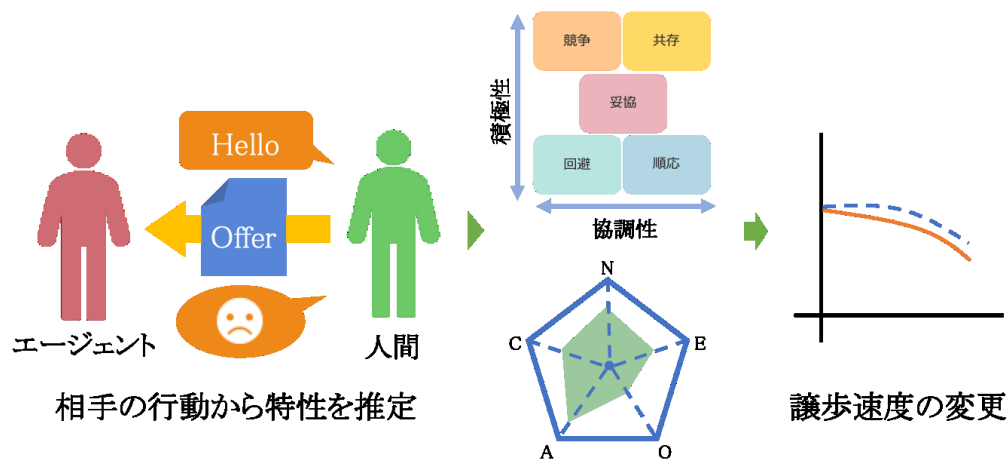 Hello
Offer
エージェント
人間
相手の行動から特性を推定
積極性
競争
共存
妥協
回避
順応
協調性
N
C
E
A
O
譲歩速度の変更